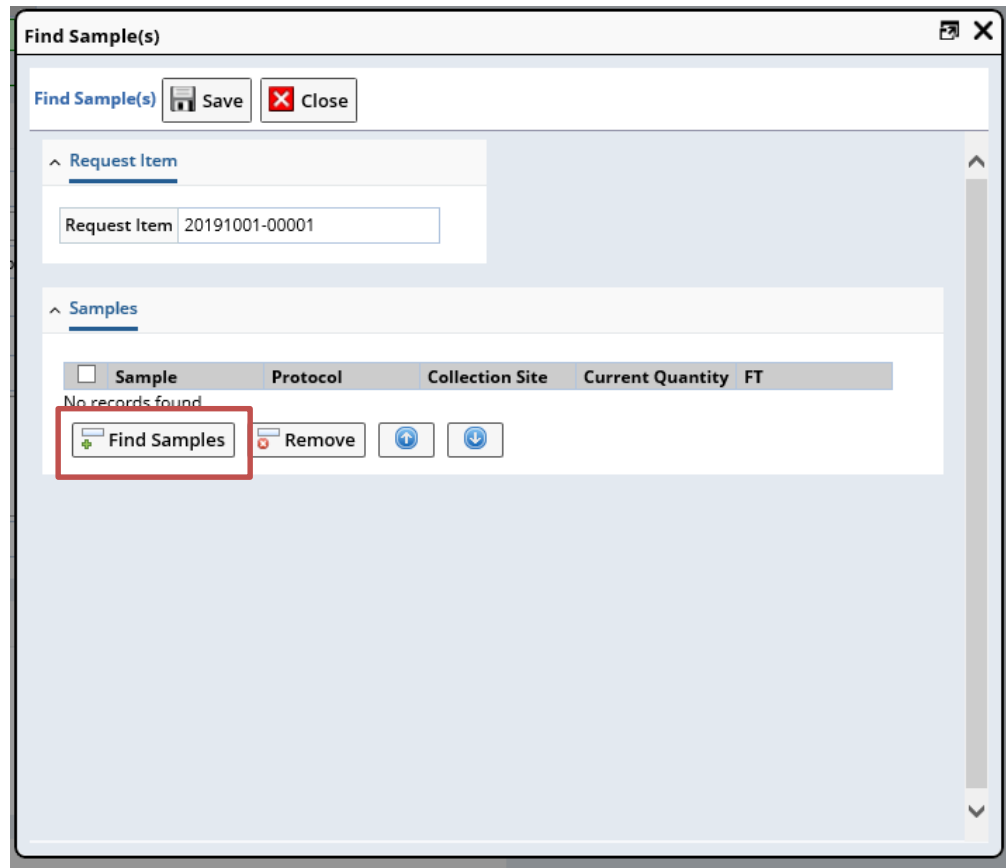 Find Sample(s)
Find Sample(s) Save Close
Request Item
Request Item 20191001-00001
Samples
Sample Protocol Collection Site Current Quantity FT
No records found
Find Samples Remove